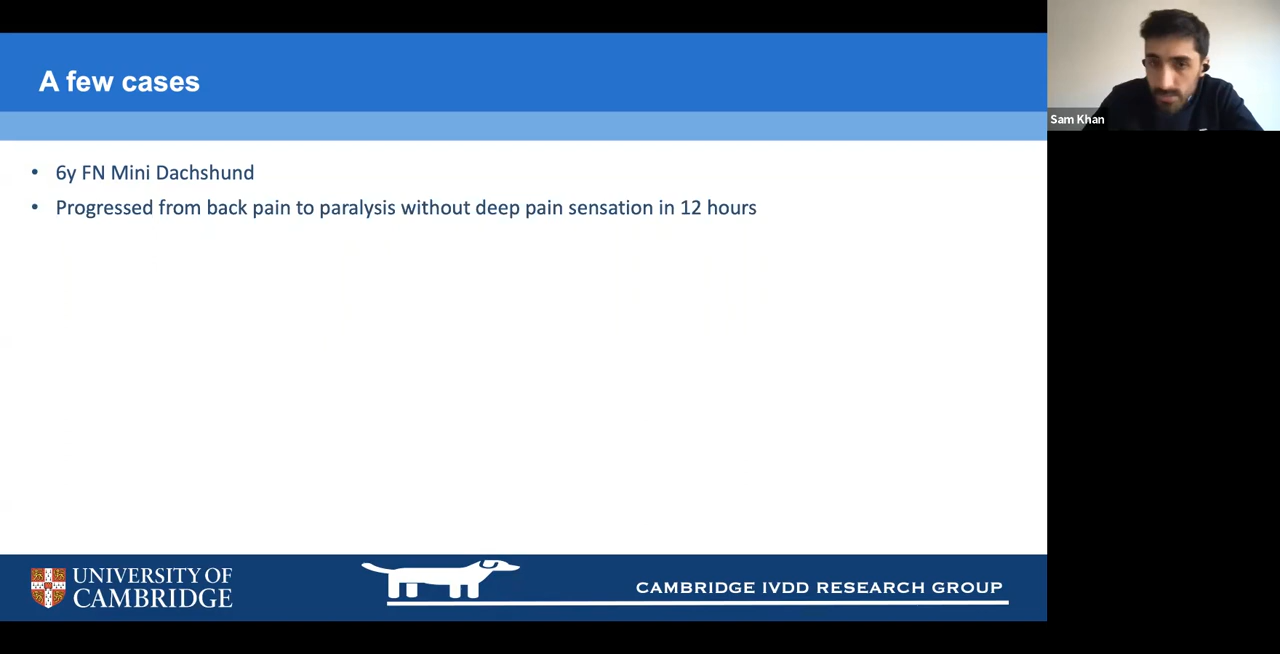 A few cases
Sam Khan
• 6y FN Mini Dachshund
• Progressed from back pain to paralysis without deep pain sensation in 12 hours
UNIVERSITY OF
CAMBRIDGE
CAMBRIDGE IVDD RESEARCH GROUP